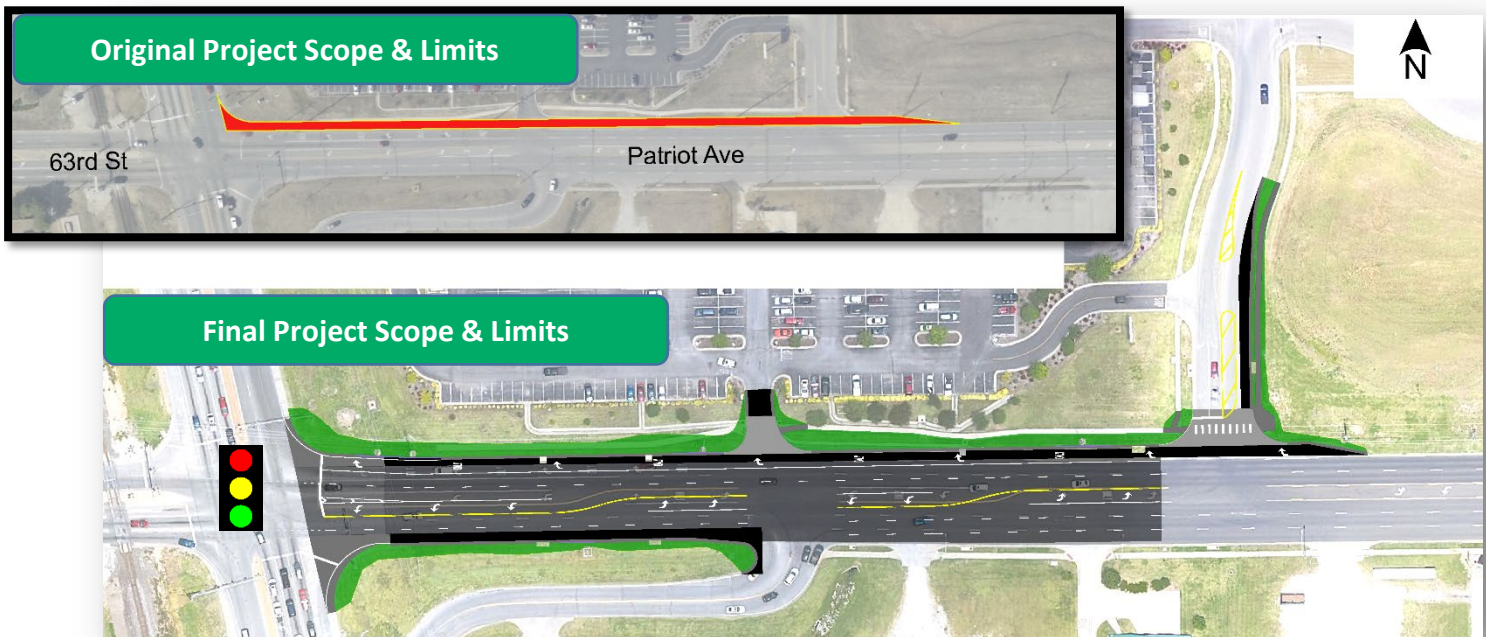 Original Project Scope & Limits
N
63rd St
Patriot Ave
Final Project Scope & Limits